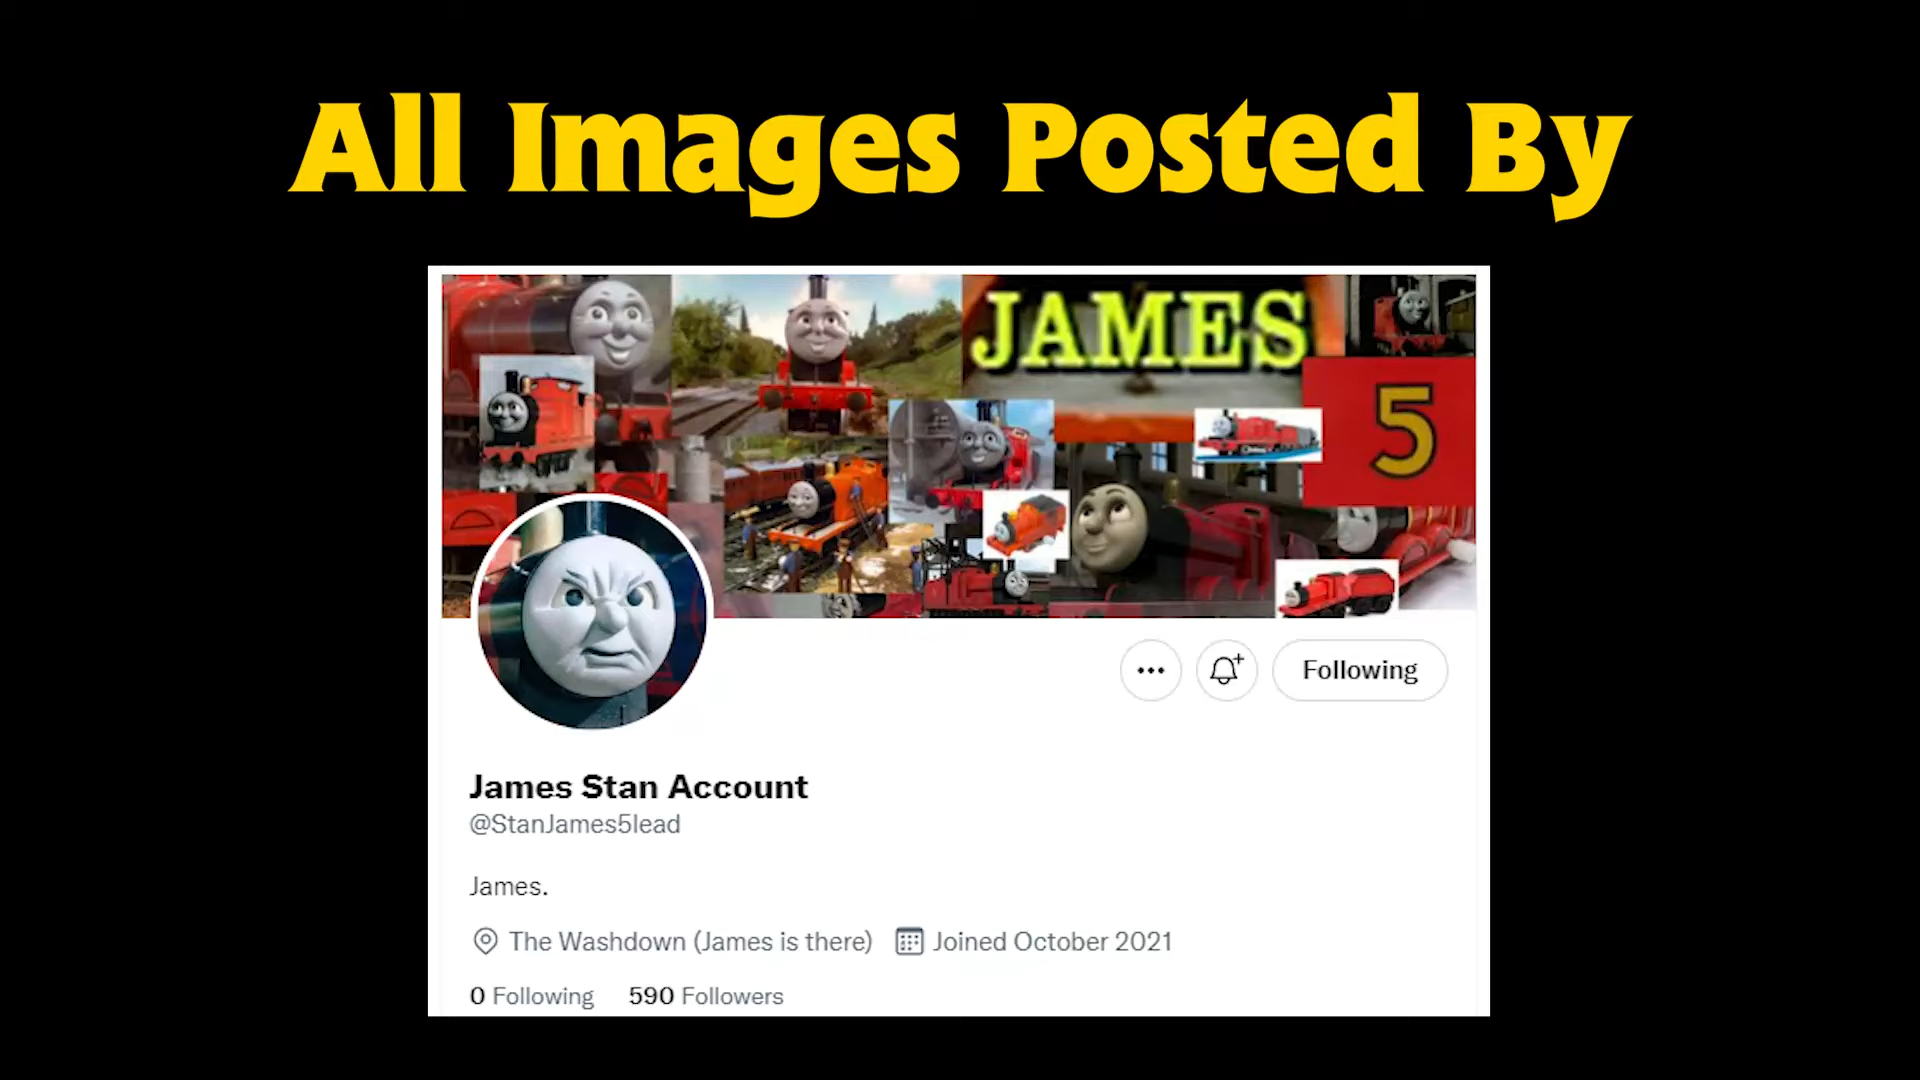 All Images Posted By
JAMES
5
Following
James Stan Account
@StanJames5lead
James.
The Washdown (James is there) Joined October 2021
0 Following 590 Followers